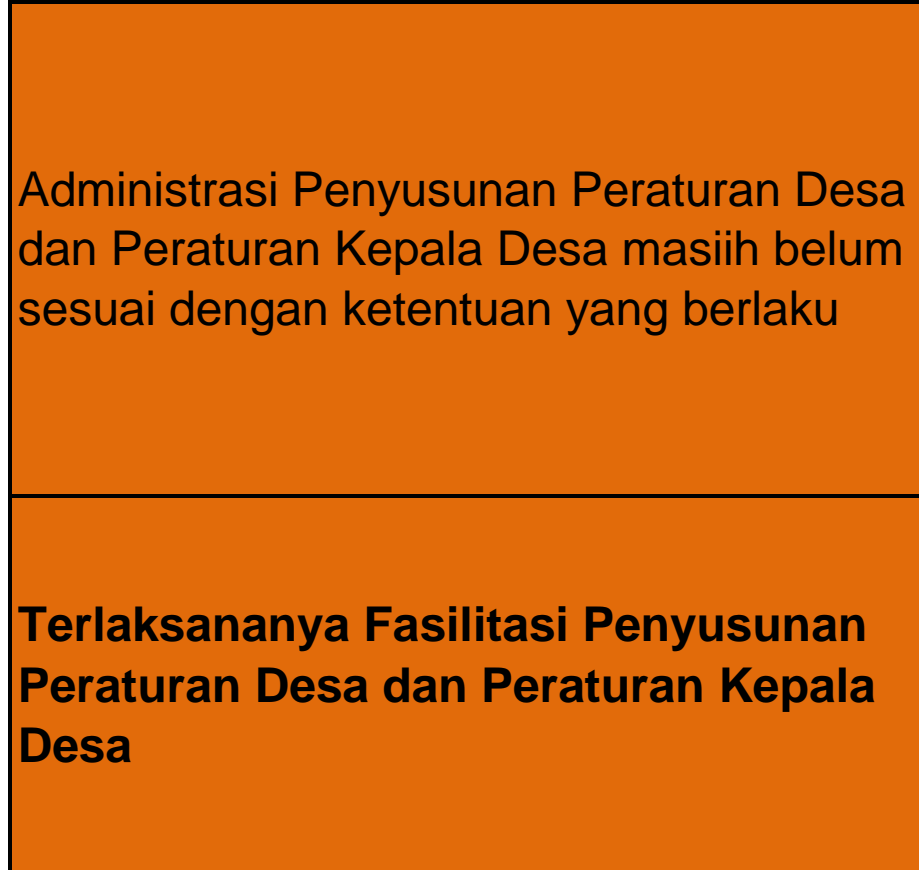 Administrasi Penyusunan Peraturan Desa
dan Peraturan Kepala Desa masiih belum
sesuai dengan ketentuan yang berlaku
Terlaksananya Fasilitasi Penyusunan
Peraturan Desa dan Peraturan Kepala
Desa